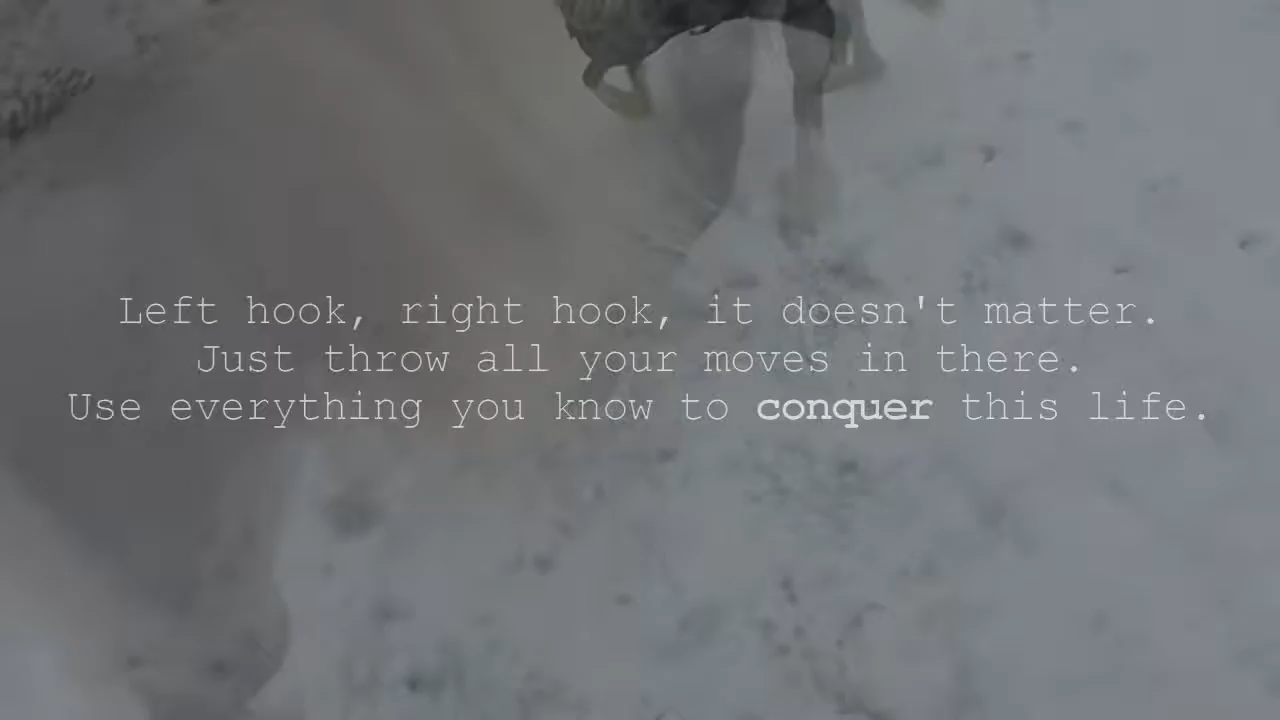 Left hook, right hook, it doesn't matter.
Just throw all your moves in there.
Use everything you know to conquer this life.